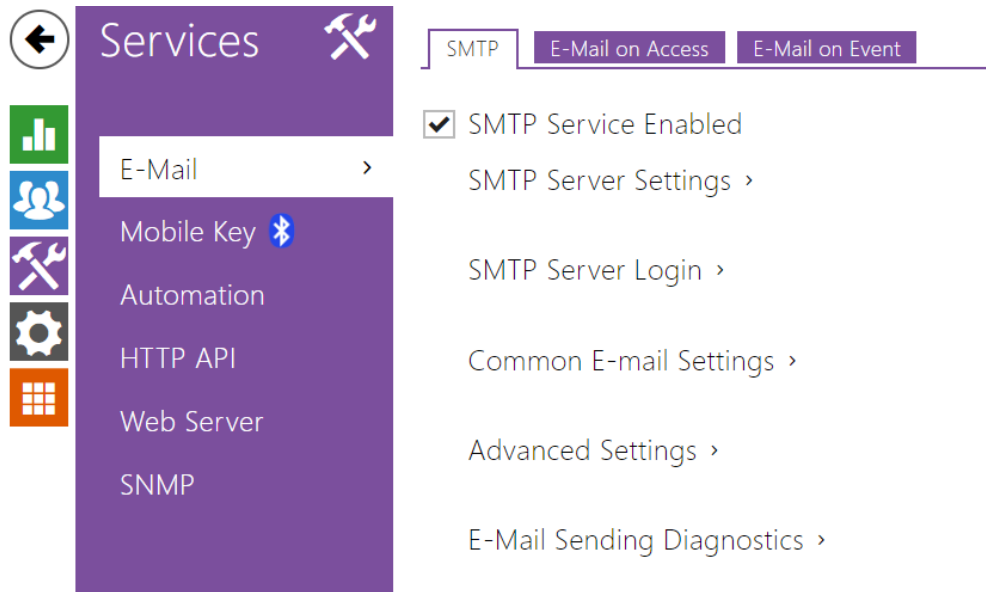 Services
E-Mail
Mobile Key
Automation
HTTP API
Web Server
SNMP
SMTP
E-Mail on Access
E-Mail on Event
SMTP Service Enabled
SMTP Server Settings
SMTP Server Login
Common E-mail Settings
Advanced Settings
E-Mail Sending Diagnostics